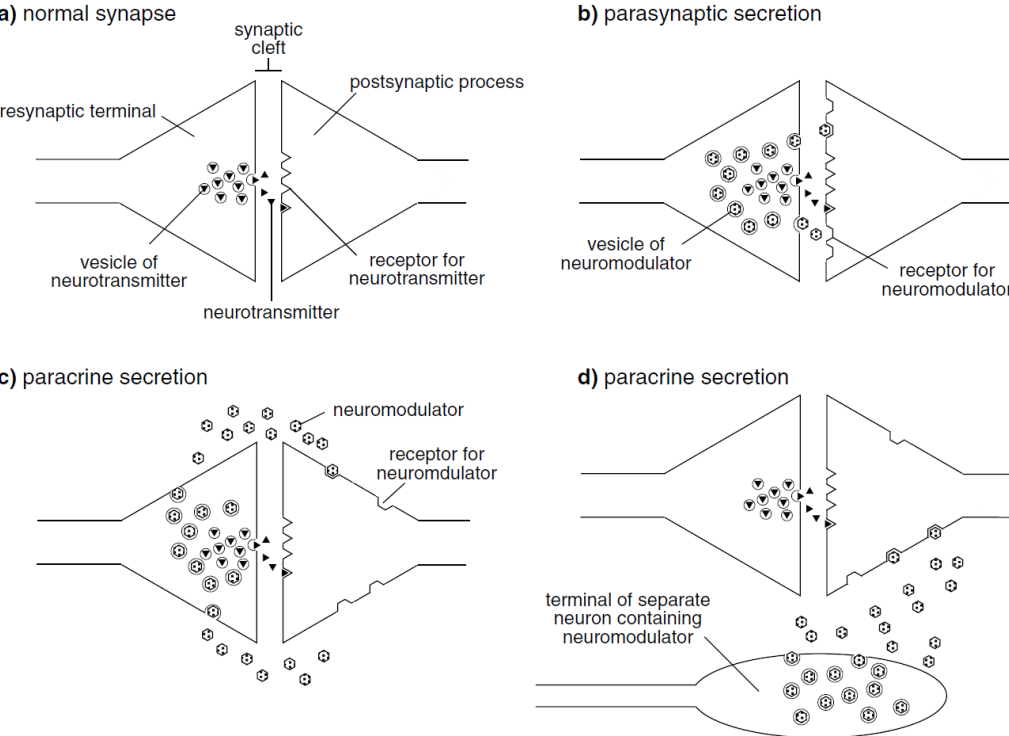 a) normal synapse
synaptic
cleft
postsynaptic process
resynaptic terminal
vesicle of
neurotransmitter
receptor for
neurotransmitter
neurotransmitter
b) parasynaptic secretion
vesicle of
neuromodulator
receptor for
neuromodulator
c) paracrine secretion
neuromodulator
receptor for
neuromdulator
d) paracrine secretion
terminal of separate
neuron containing
neuromodulator